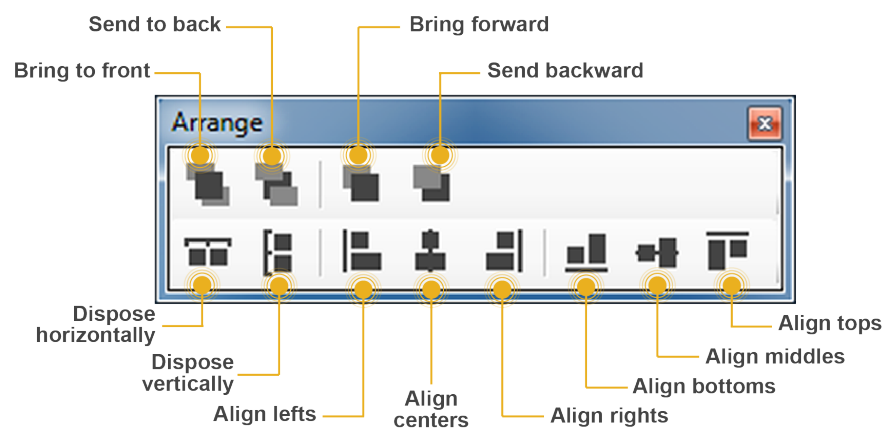 Send to back
Bring forward
Bring to front
Send backward
Arrange
Dispose
horizontally
Align tops
Dispose
vertically
Align middles
Align bottoms
Align lefts
Align
centers
Align rights